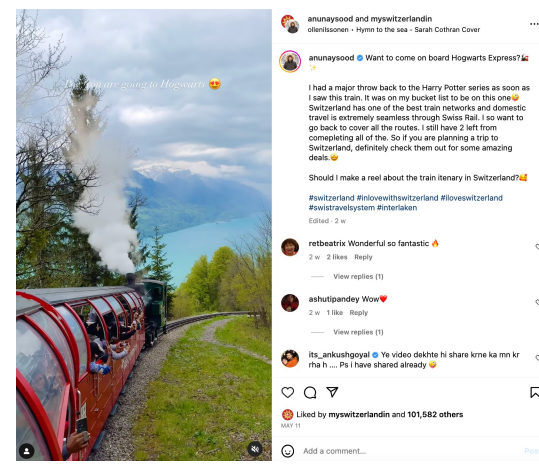 anunaysood and myswitzerlandin
ollenilssonen • Hymn to the sea - Sarah Cothran Cover
are going to Hogwarts 😍
anunaysood Want to come on board Hogwarts Express?🚂
✨
I had a major throw back to the Harry Potter series as soon as
I saw this train. It was on my bucket list to be on this one🤪
Switzerland has one of the best train networks and domestic
travel is extremely seamless through Swiss Rail. I so want to
go back to cover all the routes. I still have 2 left from
comepleting all of the. So if you are planning a trip to
Switzerland, definitely check them out for some amazing
deals.🤩
Should I make a reel about the train itenary in Switzerland?🥰
#switzerland #inlovewithswitzerland #iloveswitzerland
#swistravelsystem #interlaken
Edited · 2 w
retbeatrix Wonderful so fantastic 🔥
2 w 2 likes Reply
View replies (1)
ashutipandey Wow❤️
2 w 1 like Reply
View replies (1)
its_ankushgoyal Ye video dekhte hi share krne ka mn kr
rha h .... Ps i have shared already 😜
Liked by myswitzerlandin and 101,582 others
MAY 11
Add a comment...
Post